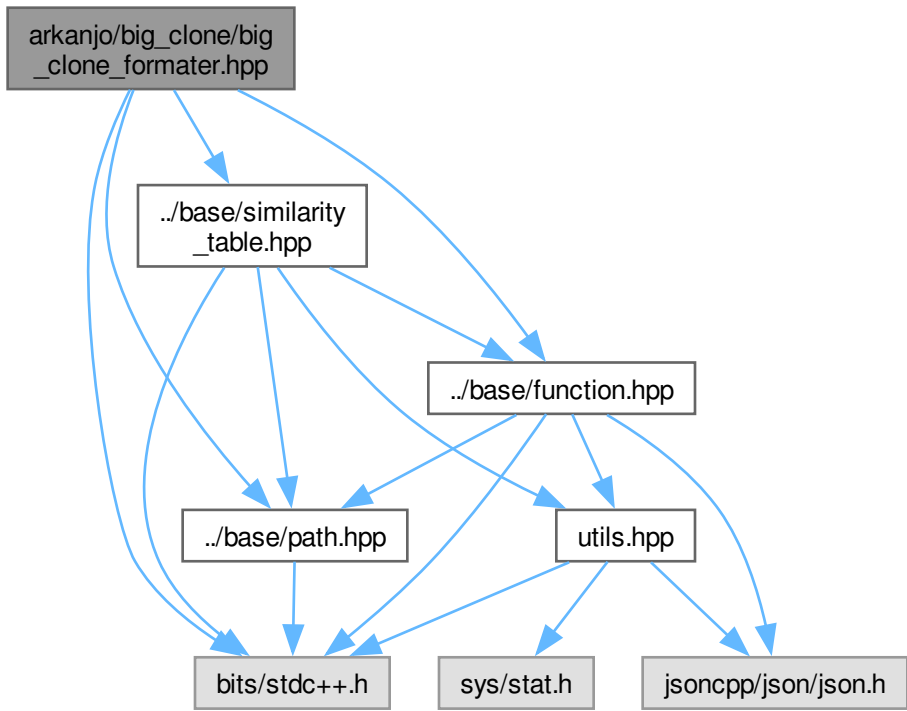 arkanjo/big_clone/big
_clone_formater.hpp
../base/similarity
_table.hpp
../base/function.hpp
../base/path.hpp
utils.hpp
bits/stdc++.h
sys/stat.h
jsoncpp/json/json.h